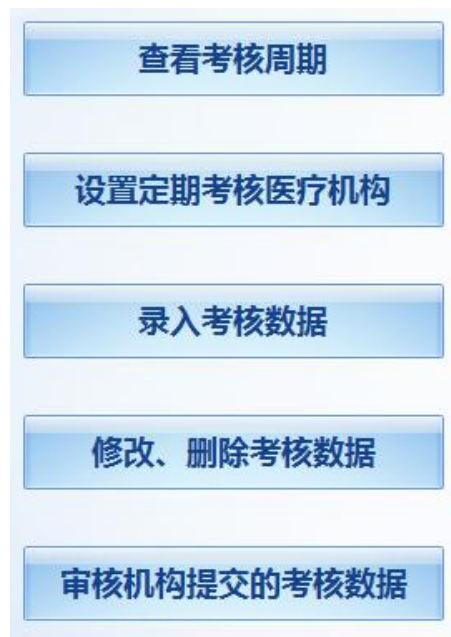 查看考核周期
设置定期考核医疗机构
录入考核数据
修改、删除考核数据
审核机构提交的考核数据